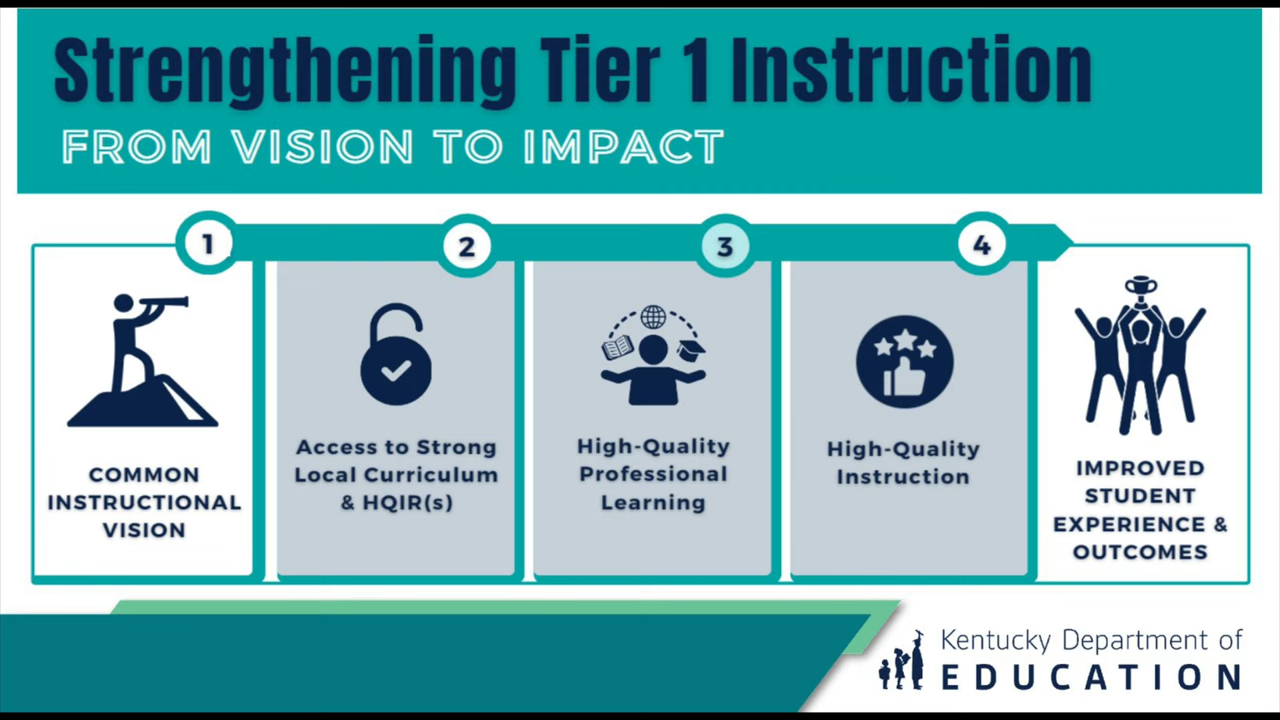 Strengthening Tier 1 Instruction
FROM VISION TO IMPACT
1
2
3
4
COMMON
INSTRUCTIONAL
VISION
Access to Strong
Local Curriculum
& HQIR(s)
High-Quality
Professional
Learning
High-Quality
Instruction
IMPROVED
STUDENT
EXPERIENCE &
OUTCOMES
Kentucky Department of
EDUCATION